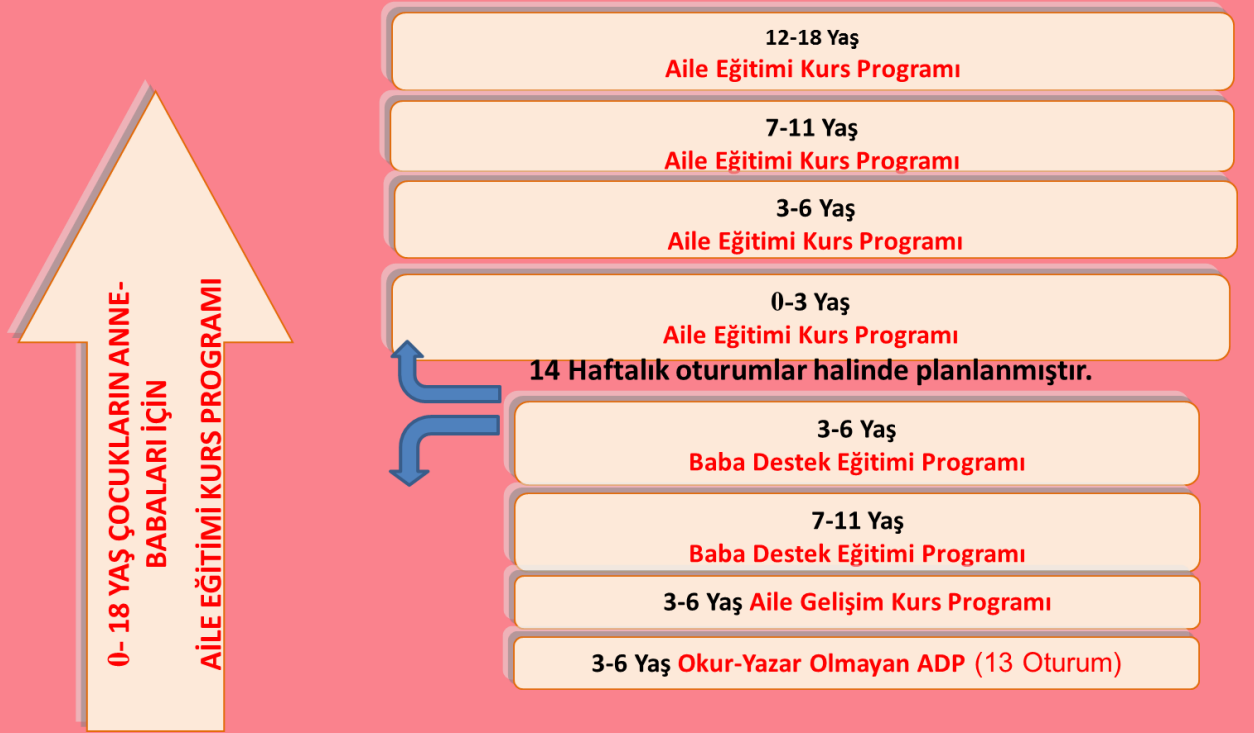 12-18 Yaş
Aile Eğitimi Kurs Programı
7-11 Yaş
Aile Eğitimi Kurs Programı
3-6 Yaş
Aile Eğitimi Kurs Programı
0-3 Yaş
Aile Eğitimi Kurs Programı
14 Haftalık oturumlar halinde planlanmıştır.
3-6 Yaş
Baba Destek Eğitimi Programı
7-11 Yaş
Baba Destek Eğitimi Programı
3-6 Yaş Aile Gelişim Kurs Programı
3-6 Yaş Okur-Yazar Olmayan ADP (13 Oturum)
0- 18 YAŞ ÇOCUKLARIN ANNE-
BABALARI İÇİN
AİLE EĞİTİMİ KURS PROGRAMI